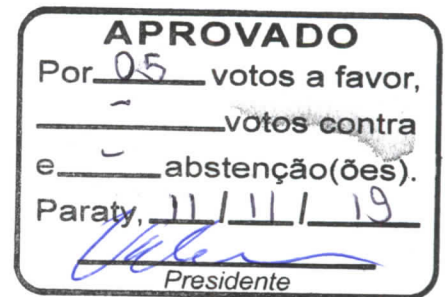 APROVADO
Por 05 votos a favor,
- votos contra
e - abstenção(ões).
Paraty, 11/11/19
Presidente